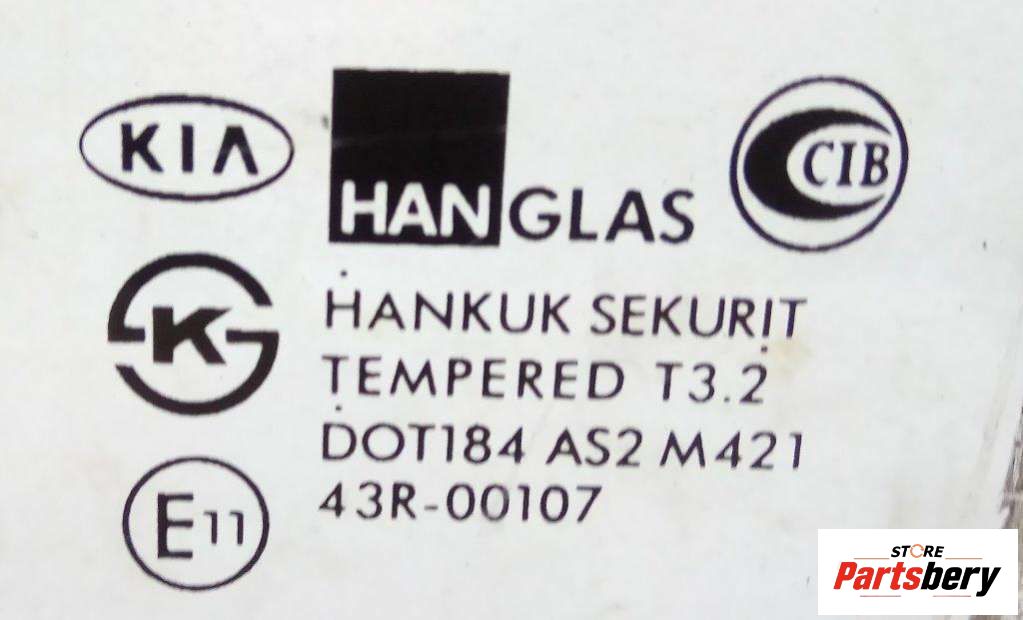 KIA
HANGLAS
CIB
K
HANKUK SEKURIT
TEMPERED T3.2
DOT184 AS2 M421
43R-00107
E11
STORE
Partsbery